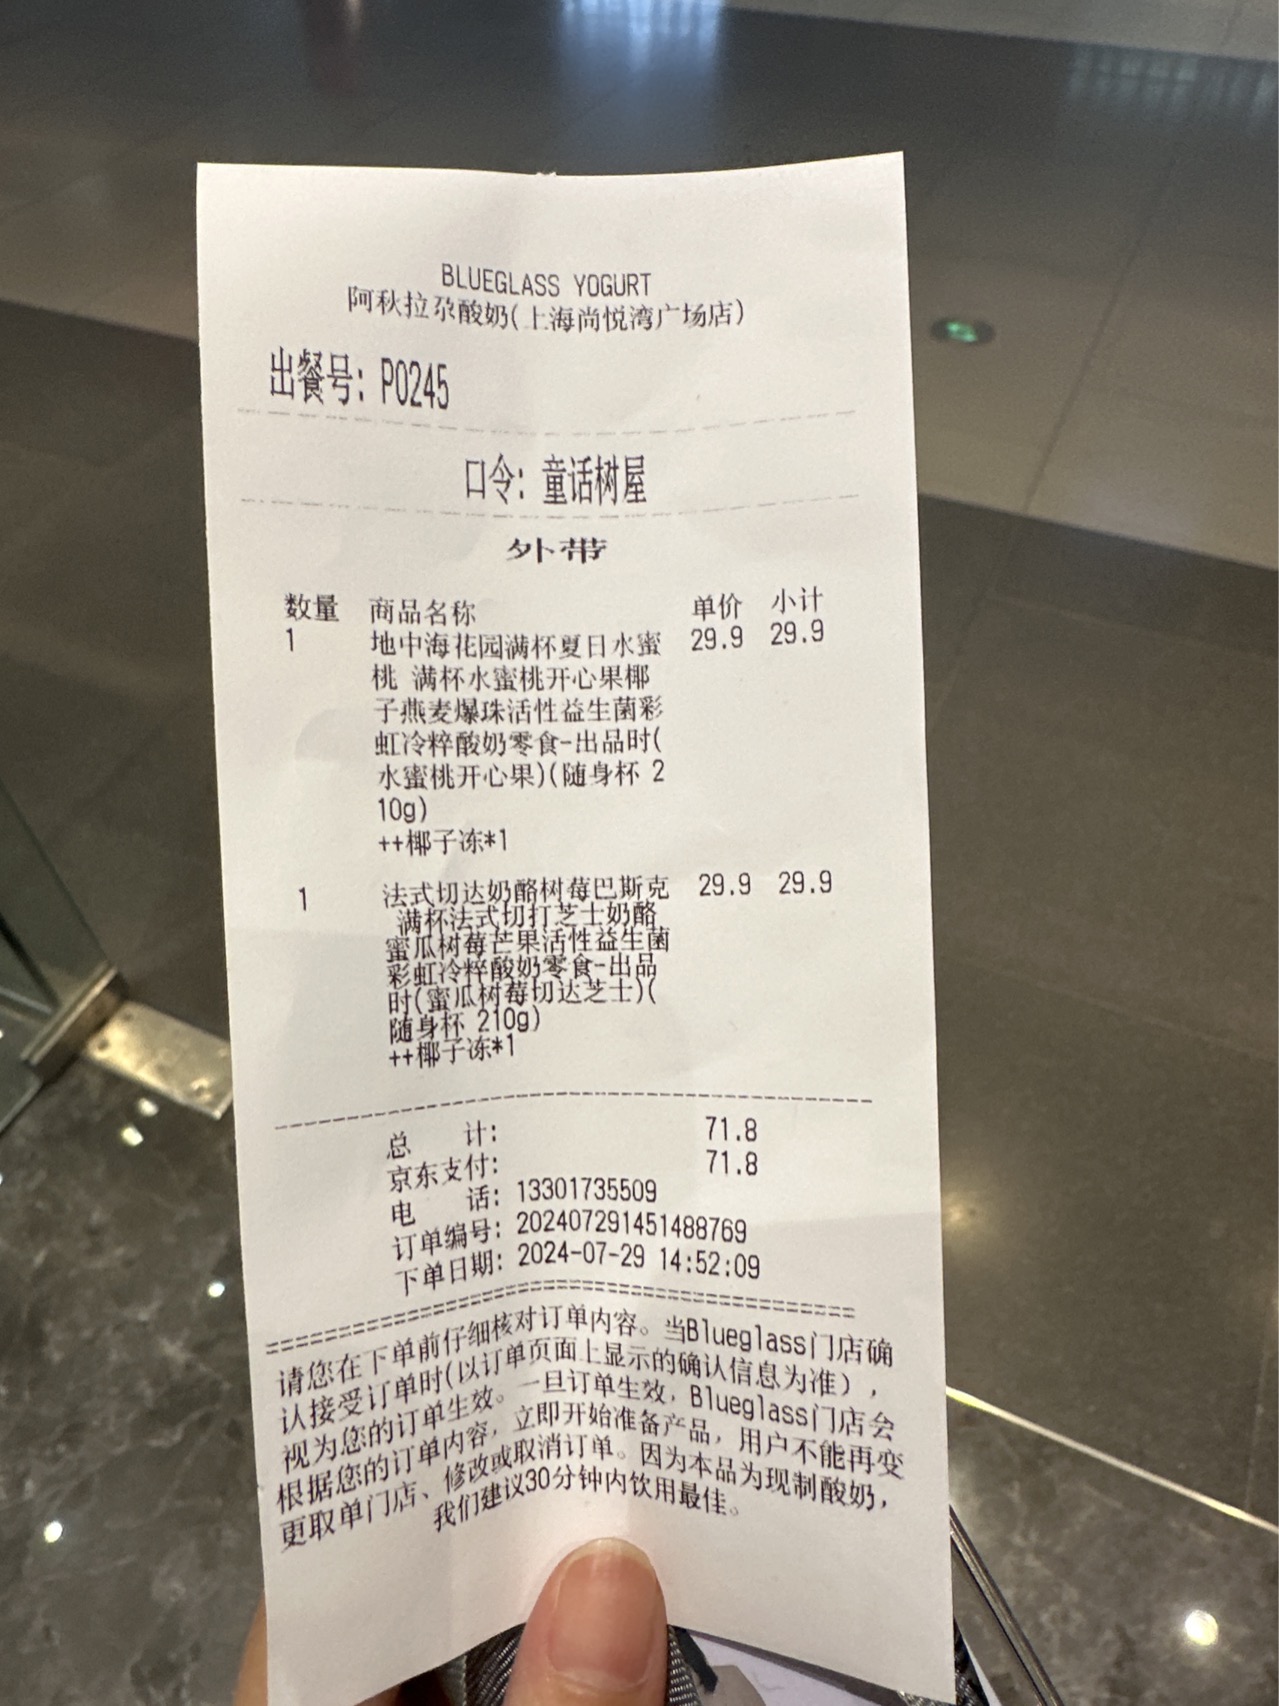 BLUEGLASS YOGURT
阿秋拉尕酸奶(上海尚悦湾广场店)
出餐号: P0245
口令: 童话树屋
外带
数量 商品名称 单价 小计
1 地中海花园满杯夏日水蜜 29.9 29.9
桃 满杯水蜜桃开心果椰
子燕麦爆珠活性益生菌彩
虹冷粹酸奶零食-出品时(
水蜜桃开心果)(随身杯 2
10g)
++椰子冻*1
1 法式切达奶酪树莓巴斯克 29.9 29.9
满杯法式切打芝士奶酪
蜜瓜树莓芒果活性益生菌
彩虹冷粹酸奶零食-出品
时(蜜瓜树莓切达芝士)(
随身杯 210g)
++椰子冻*1
总 计: 71.8
京东支付: 71.8
电 话: 13301735509
订单编号: 202407291451488769
下单日期: 2024-07-29 14:52:09
请您在下单前仔细核对订单内容。当Blueglass门店确
认接受订单时(以订单页面上显示的确认信息为准),
视为您的订单生效。一旦订单生效, Blueglass门店会
根据您的订单内容, 立即开始准备产品, 用户不能再变
更取单门店、修改或取消订单。因为本品为现制酸奶,
我们建议30分钟内饮用最佳。